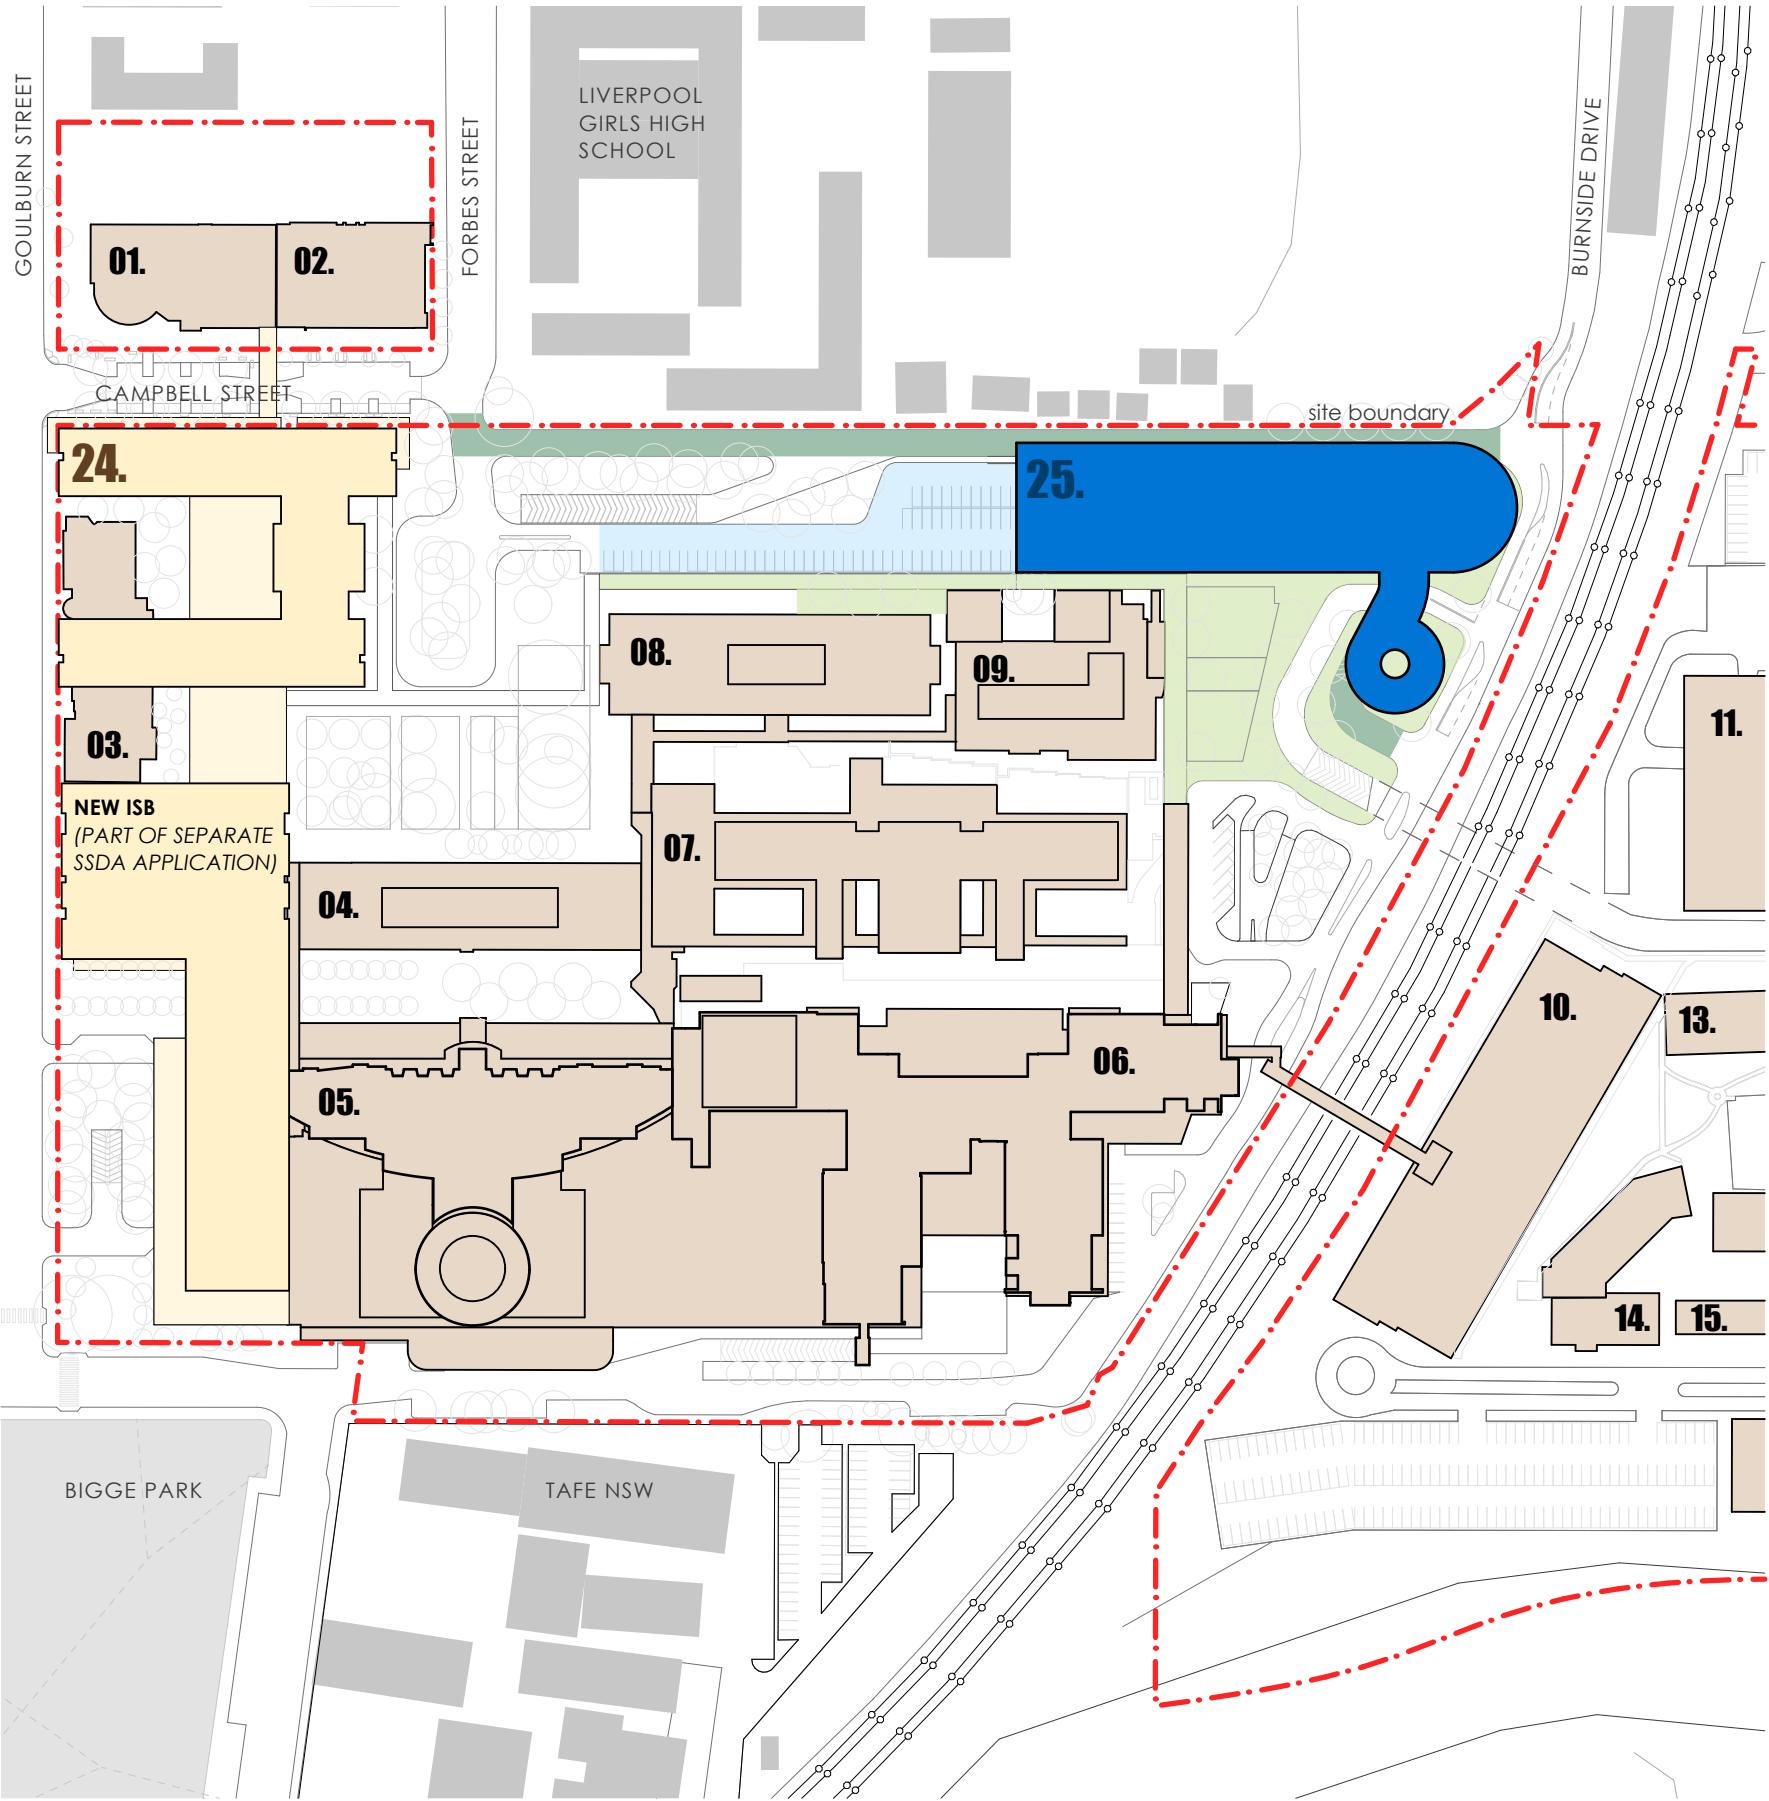 GOULBURN STREET
FORBES STREET
LIVERPOOL
GIRLS HIGH
SCHOOL
BURNSIDE DRIVE
01.
02.
CAMPBELL STREET
site boundary
24.
25.
03.
08.
09.
11.
NEW ISB
(PART OF SEPARATE
SSDA APPLICATION)
07.
04.
10.
13.
05.
06.
14.
15.
BIGGE PARK
TAFE NSW